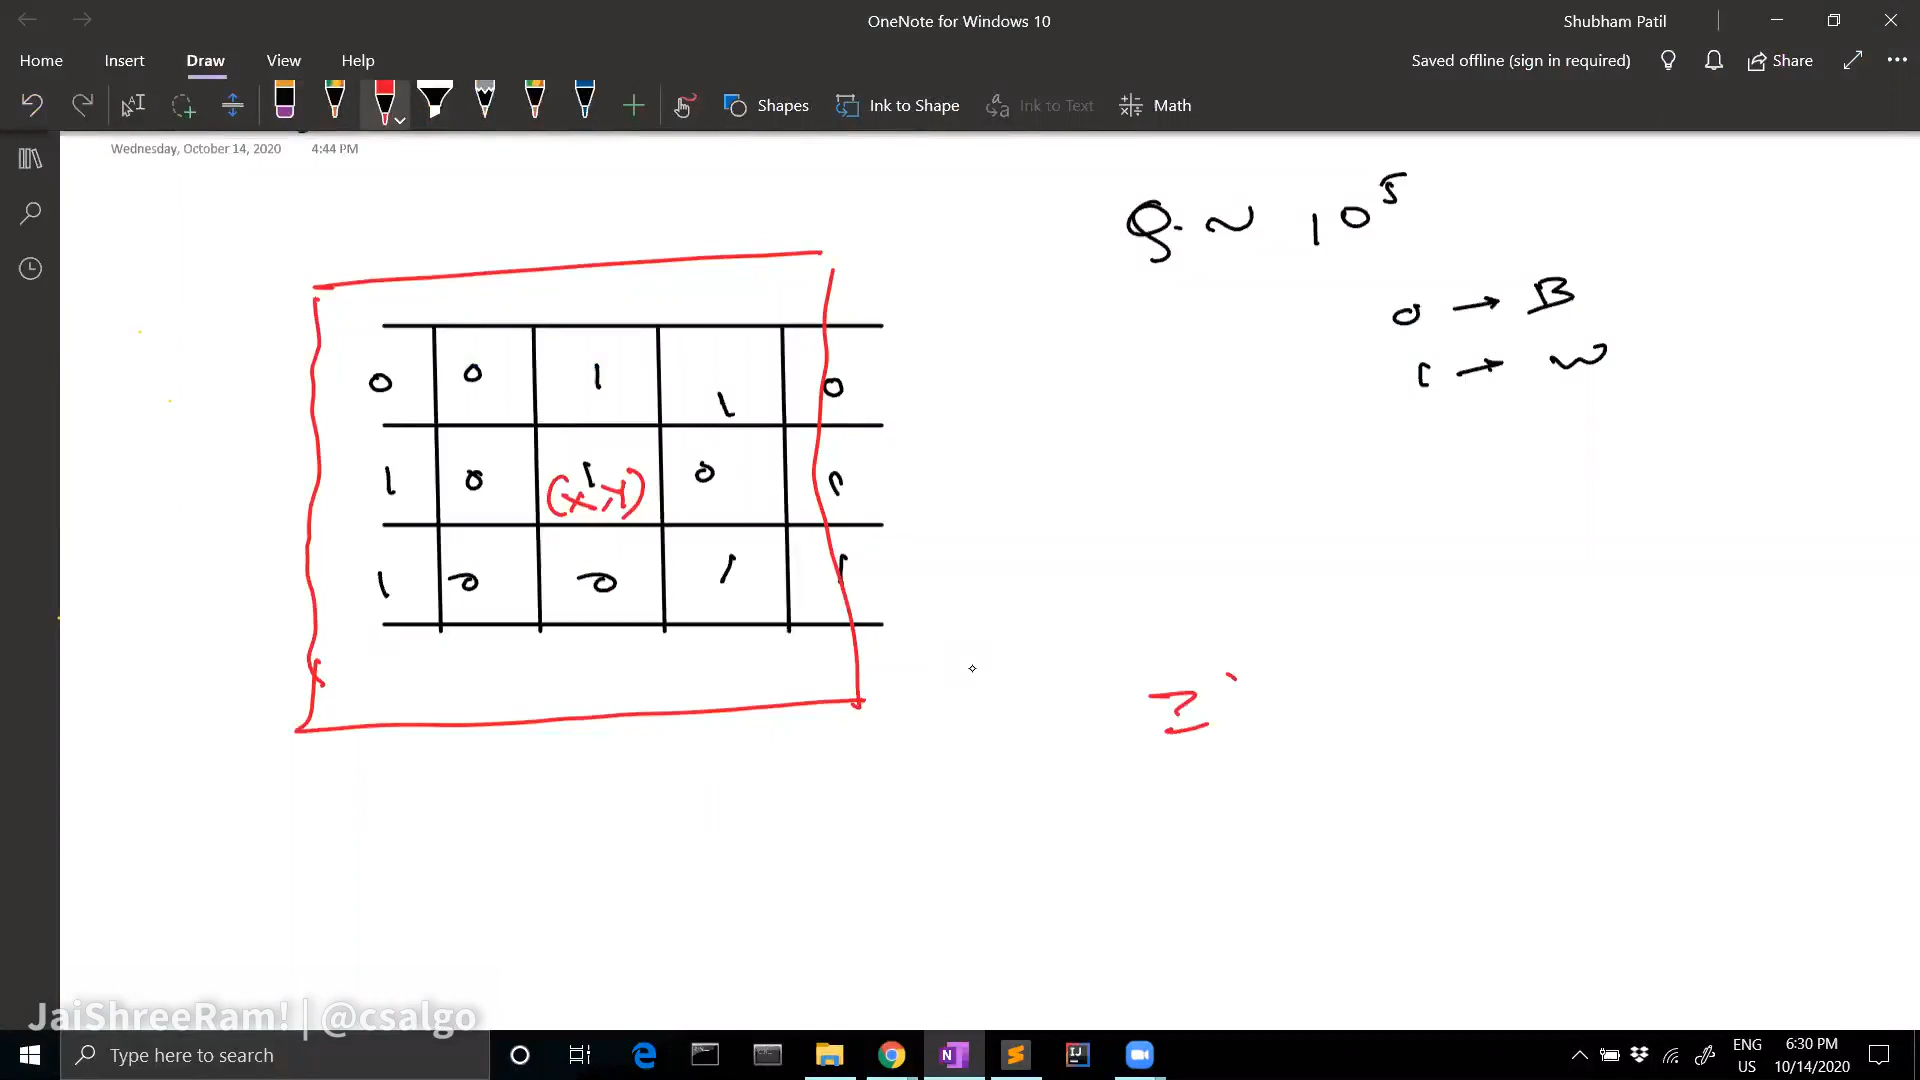 OneNote for Windows 10
Shubham Patil
Home Insert Draw View Help
Saved offline (sign in required)
Share
Shapes
Ink to Shape
Ink to Text
Math
Wednesday, October 14, 2020 4:44 PM
Q ~ 10^5
0 → B
1 → W
0 0 1 1 0
1 0 1 0
(x,y)
1 0 0 1 1
JaiShreeRam! | @csalgo
Type here to search
ENG
US
6:30 PM
10/14/2020